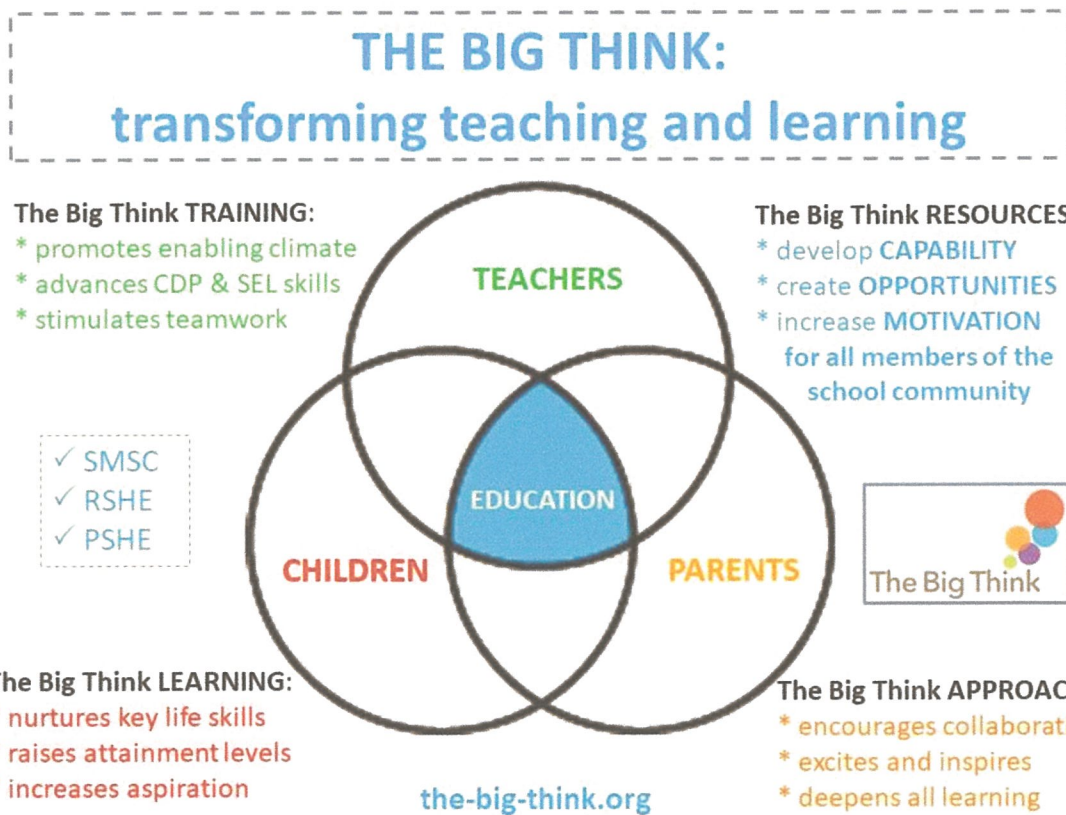 THE BIG THINK:
transforming teaching and learning
The Big Think TRAINING:
* promotes enabling climate
* advances CDP & SEL skills
* stimulates teamwork
The Big Think RESOURCES
* develop CAPABILITY
* create OPPORTUNITIES
* increase MOTIVATION
for all members of the
school community
TEACHERS
✓ SMSC
✓ RSHE
✓ PSHE
EDUCATION
CHILDREN
PARENTS
The Big Think
The Big Think LEARNING:
nurtures key life skills
raises attainment levels
increases aspiration
The Big Think APPROAC
* encourages collaborat
* excites and inspires
* deepens all learning
the-big-think.org